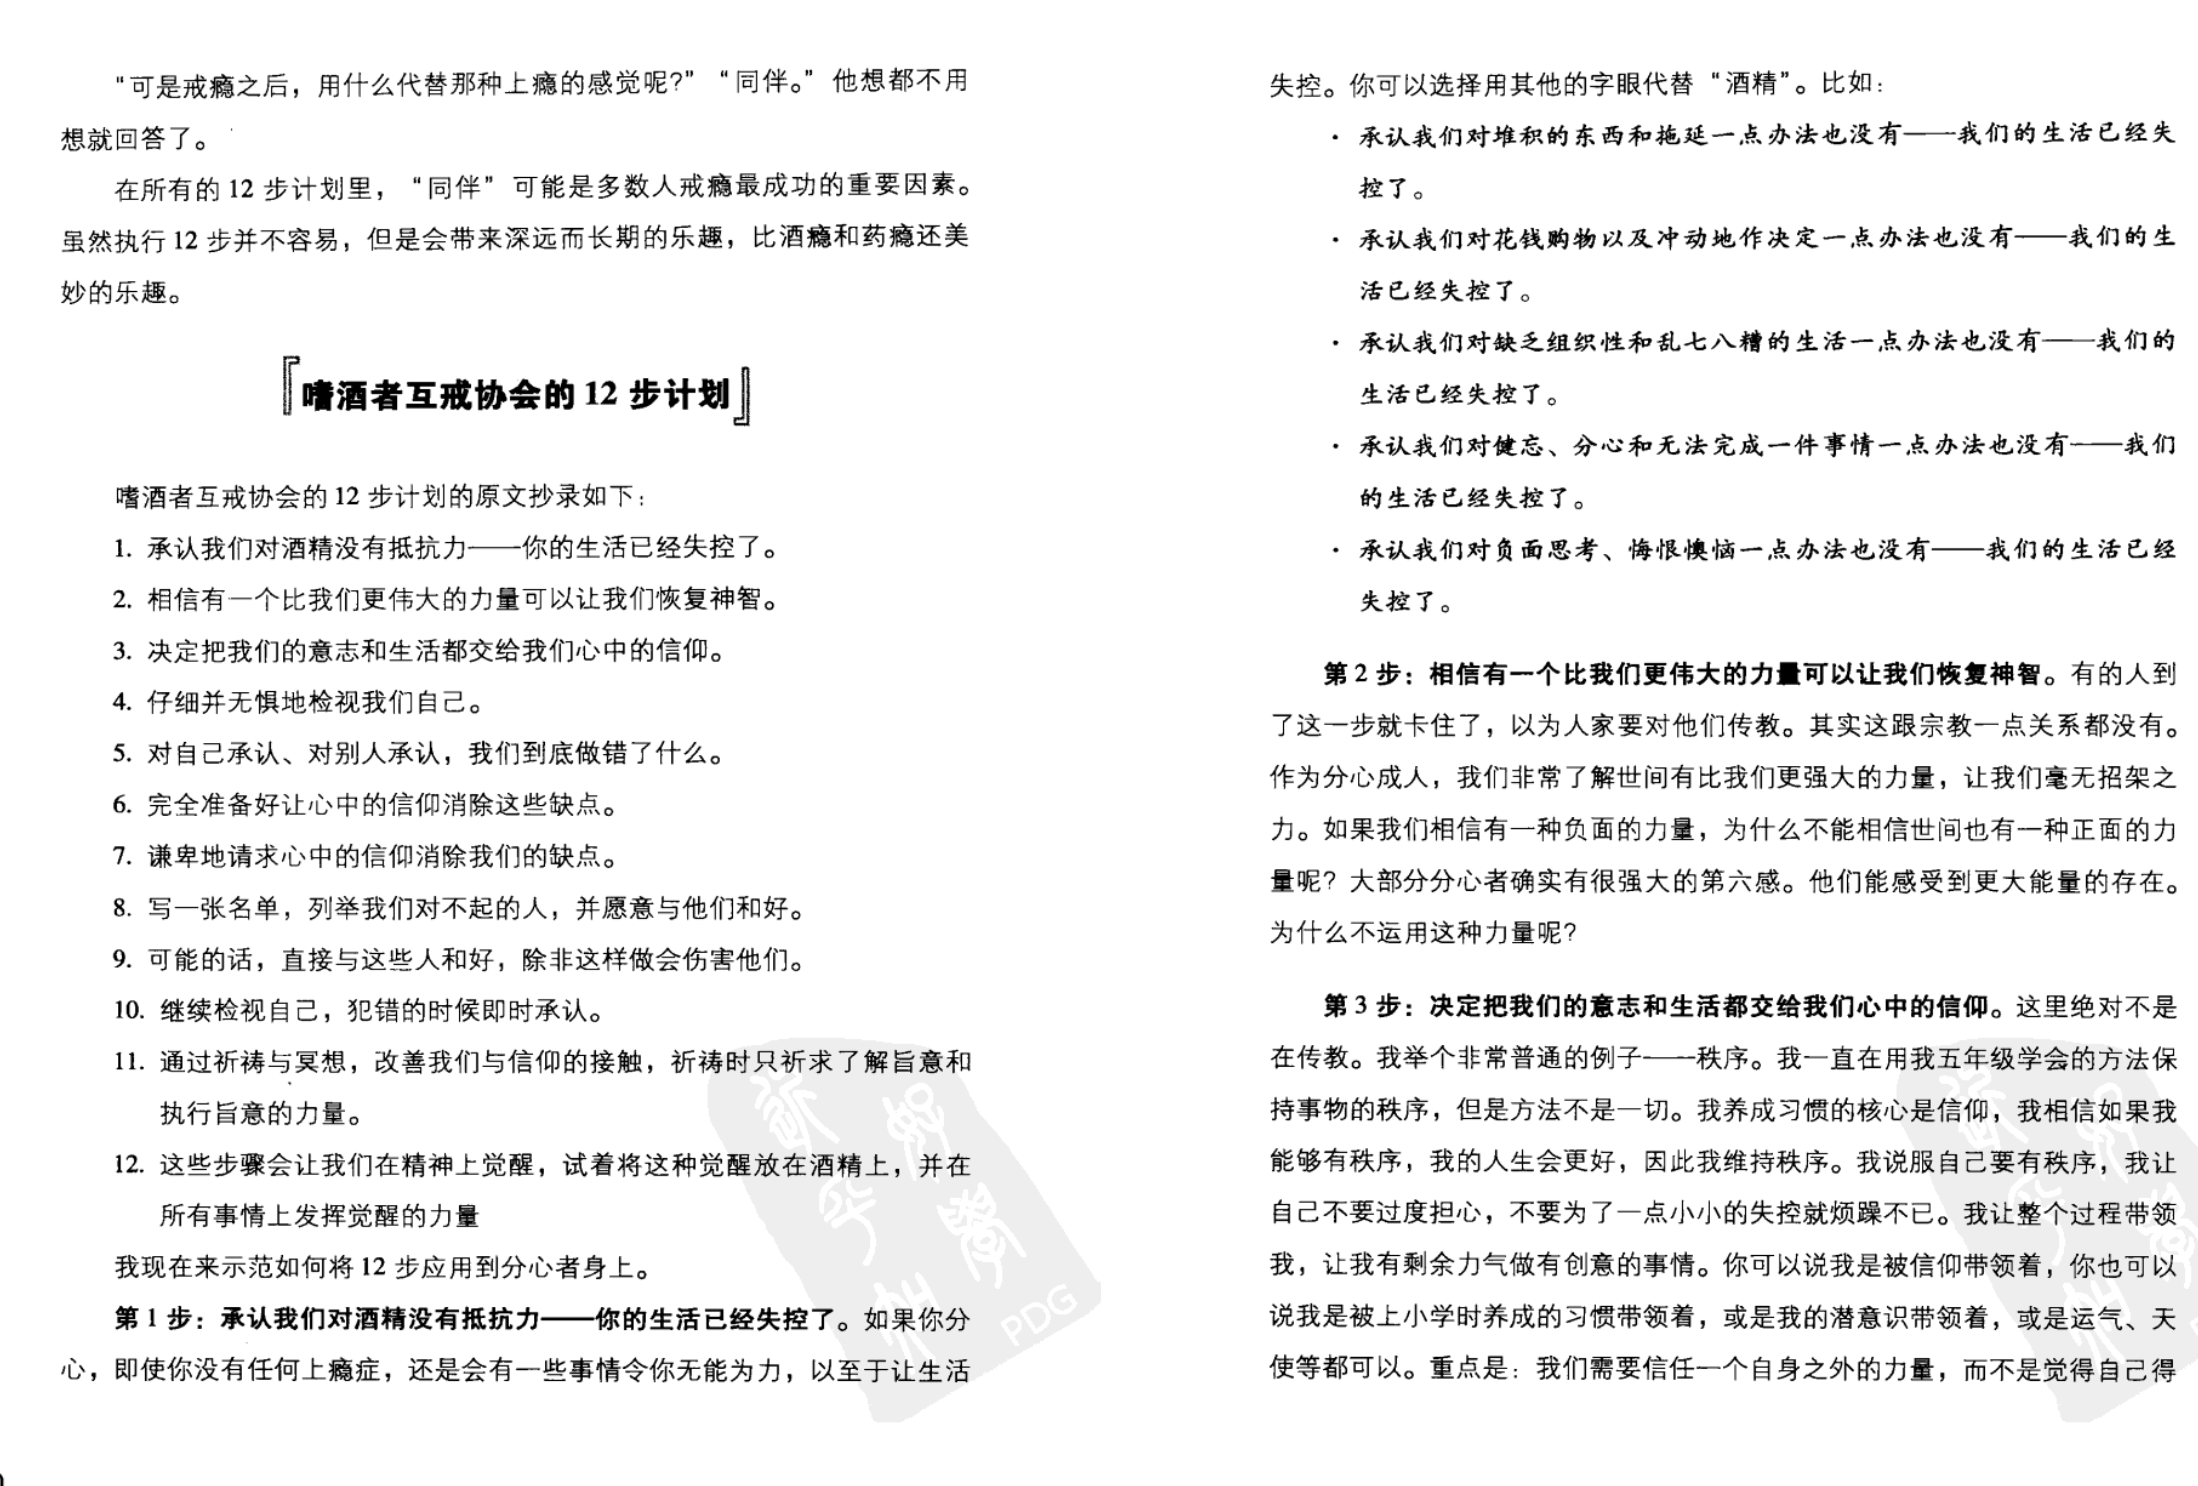 “可是戒瘾之后，用什么代替那种上瘾的感觉呢？”“同伴。”他想都不用
想就回答了。
在所有的 12 步计划里，“同伴”可能是多数人戒瘾最成功的重要因素。
虽然执行 12 步并不容易，但是会带来深远而长期的乐趣，比酒瘾和药瘾还美
妙的乐趣。
『嗜酒者互戒协会的 12 步计划』
嗜酒者互戒协会的 12 步计划的原文抄录如下：
1. 承认我们对酒精没有抵抗力——你的生活已经失控了。
2. 相信有一个比我们更伟大的力量可以让我们恢复神智。
3. 决定把我们的意志和生活都交给我们心中的信仰。
4. 仔细并无惧地检视我们自己。
5. 对自己承认、对别人承认，我们到底做错了什么。
6. 完全准备好让心中的信仰消除这些缺点。
7. 谦卑地请求心中的信仰消除我们的缺点。
8. 写一张名单，列举我们对不起的人，并愿意与他们和好。
9. 可能的话，直接与这些人和好，除非这样做会伤害他们。
10. 继续检视自己，犯错的时候即时承认。
11. 通过祈祷与冥想，改善我们与信仰的接触，祈祷时只祈求了解旨意和
执行旨意的力量。
12. 这些步骤会让我们在精神上觉醒，试着将这种觉醒放在酒精上，并在
所有事情上发挥觉醒的力量
我现在来示范如何将 12 步应用到分心者身上。
第 1 步：承认我们对酒精没有抵抗力——你的生活已经失控了。如果你分
心，即使你没有任何上瘾症，还是会有一些事情令你无能为力，以至于让生活
PDG
失控。你可以选择用其他的字眼代替“酒精”。比如：
· 承认我们对堆积的东西和拖延一点办法也没有——我们的生活已经失
控了。
· 承认我们对花钱购物以及冲动地作决定一点办法也没有——我们的生
活已经失控了。
· 承认我们对缺乏组织性和乱七八糟的生活一点办法也没有——我们的
生活已经失控了。
· 承认我们对健忘、分心和无法完成一件事情一点办法也没有——我们
的生活已经失控了。
· 承认我们对负面思考、悔恨懊恼一点办法也没有——我们的生活已经
失控了。
第 2 步：相信有一个比我们更伟大的力量可以让我们恢复神智。有的人到
了这一步就卡住了，以为人家要对他们传教。其实这跟宗教一点关系都没有。
作为分心成人，我们非常了解世间有比我们更强大的力量，让我们毫无招架之
力。如果我们相信有一种负面的力量，为什么不能相信世间也有一种正面的力
量呢？大部分分心者确实有很强大的第六感。他们能感受到更大能量的存在。
为什么不运用这种力量呢？
第 3 步：决定把我们的意志和生活都交给我们心中的信仰。这里绝对不是
在传教。我举个非常普通的例子——秩序。我一直在用我五年级学会的方法保
持事物的秩序，但是方法不是一切。我养成习惯的核心是信仰，我相信如果我
能够有秩序，我的人生会更好，因此我维持秩序。我说服自己要有秩序，我让
自己不要过度担心，不要为了一点小小的失控就烦躁不已。我让整个过程带领
我，让我有剩余力气做有创意的事情。你可以说我是被信仰带领着，你也可以
说我是被上小学时养成的习惯带领着，或是我的潜意识带领着，或是运气、天
使等都可以。重点是：我们需要信任一个自身之外的力量，而不是觉得自己得